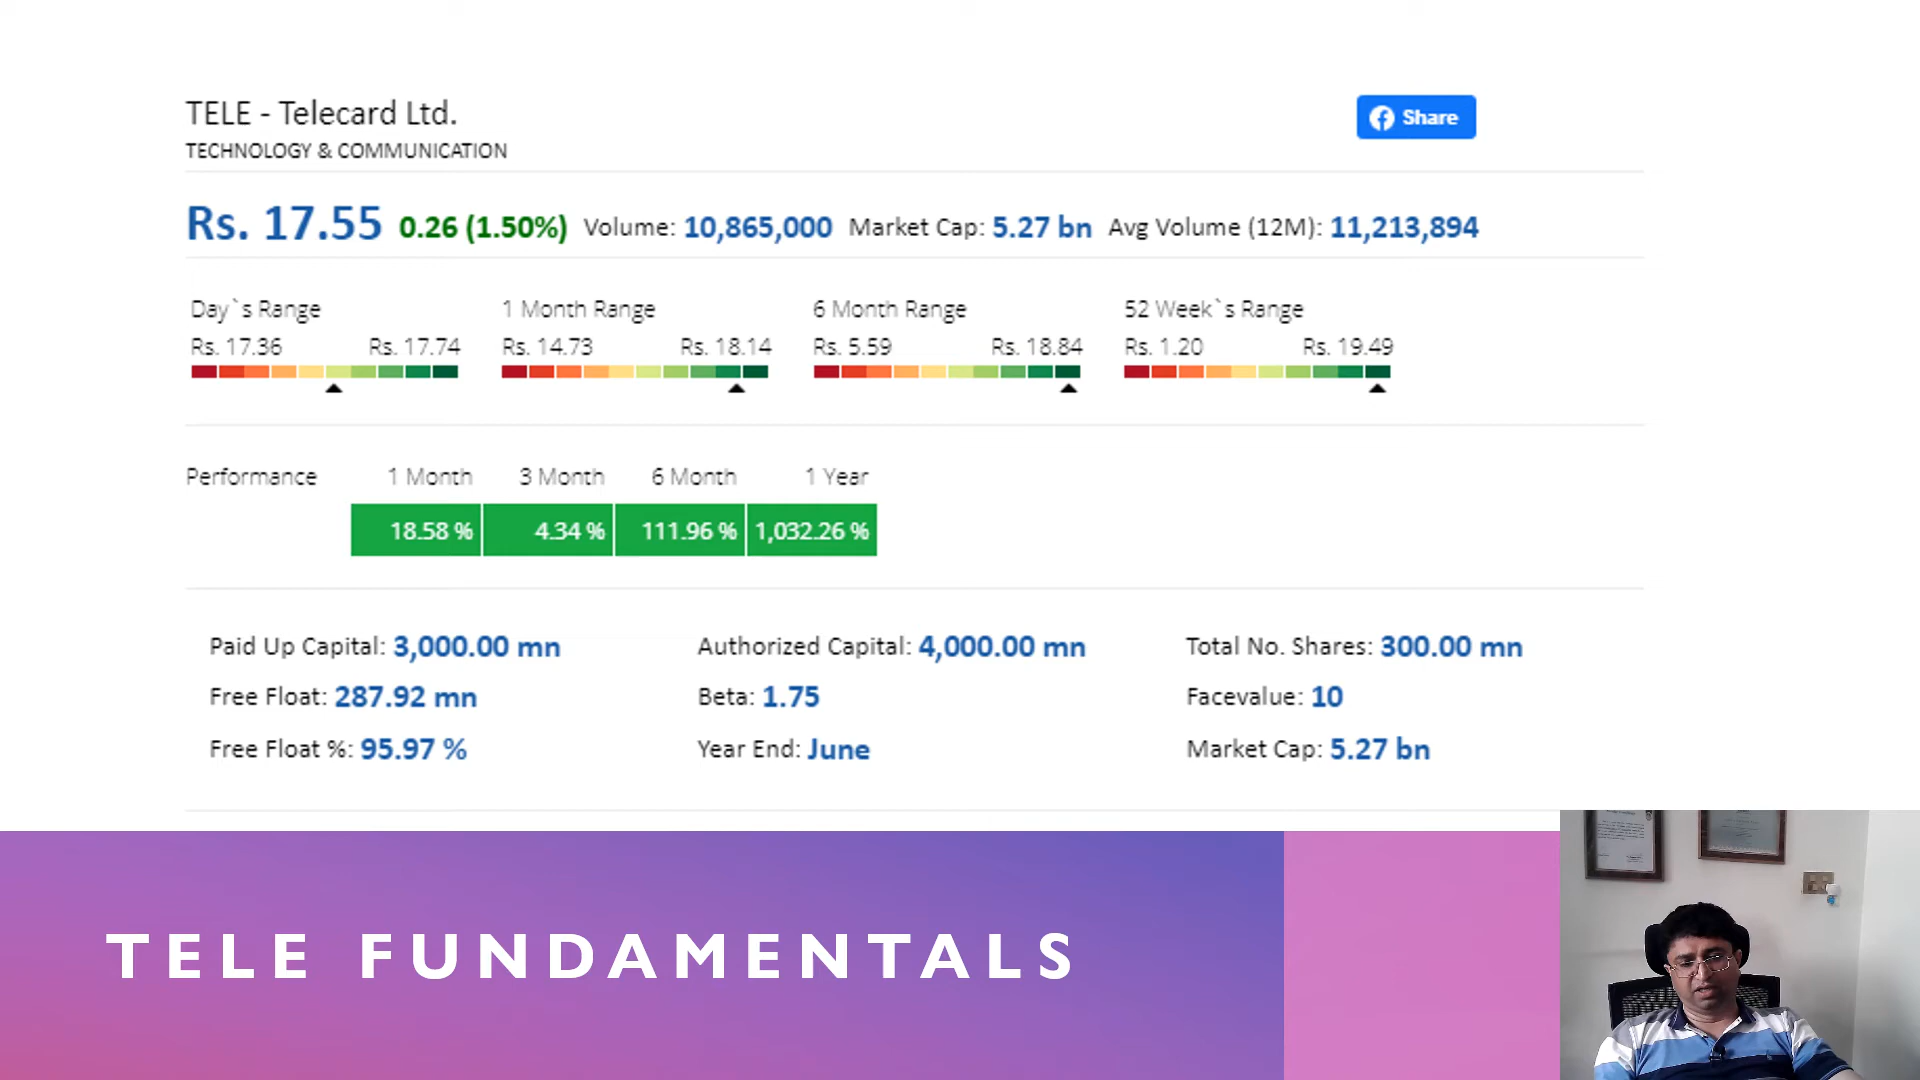 TELE - Telecard Ltd.
Share
TECHNOLOGY & COMMUNICATION
Rs. 17.55 0.26 (1.50%) Volume: 10,865,000 Market Cap: 5.27 bn Avg Volume (12M): 11,213,894
Day`s Range 1 Month Range 6 Month Range 52 Week`s Range
Rs. 17.36 Rs. 17.74 Rs. 14.73 Rs. 18.14 Rs. 5.59 Rs. 18.84 Rs. 1.20 Rs. 19.49
Performance 1 Month 3 Month 6 Month 1 Year
18.58 % 4.34 % 111.96 % 1,032.26 %
Paid Up Capital: 3,000.00 mn Authorized Capital: 4,000.00 mn Total No. Shares: 300.00 mn
Free Float: 287.92 mn Beta: 1.75 Facevalue: 10
Free Float %: 95.97 % Year End: June Market Cap: 5.27 bn
TELE FUNDAMENTALS